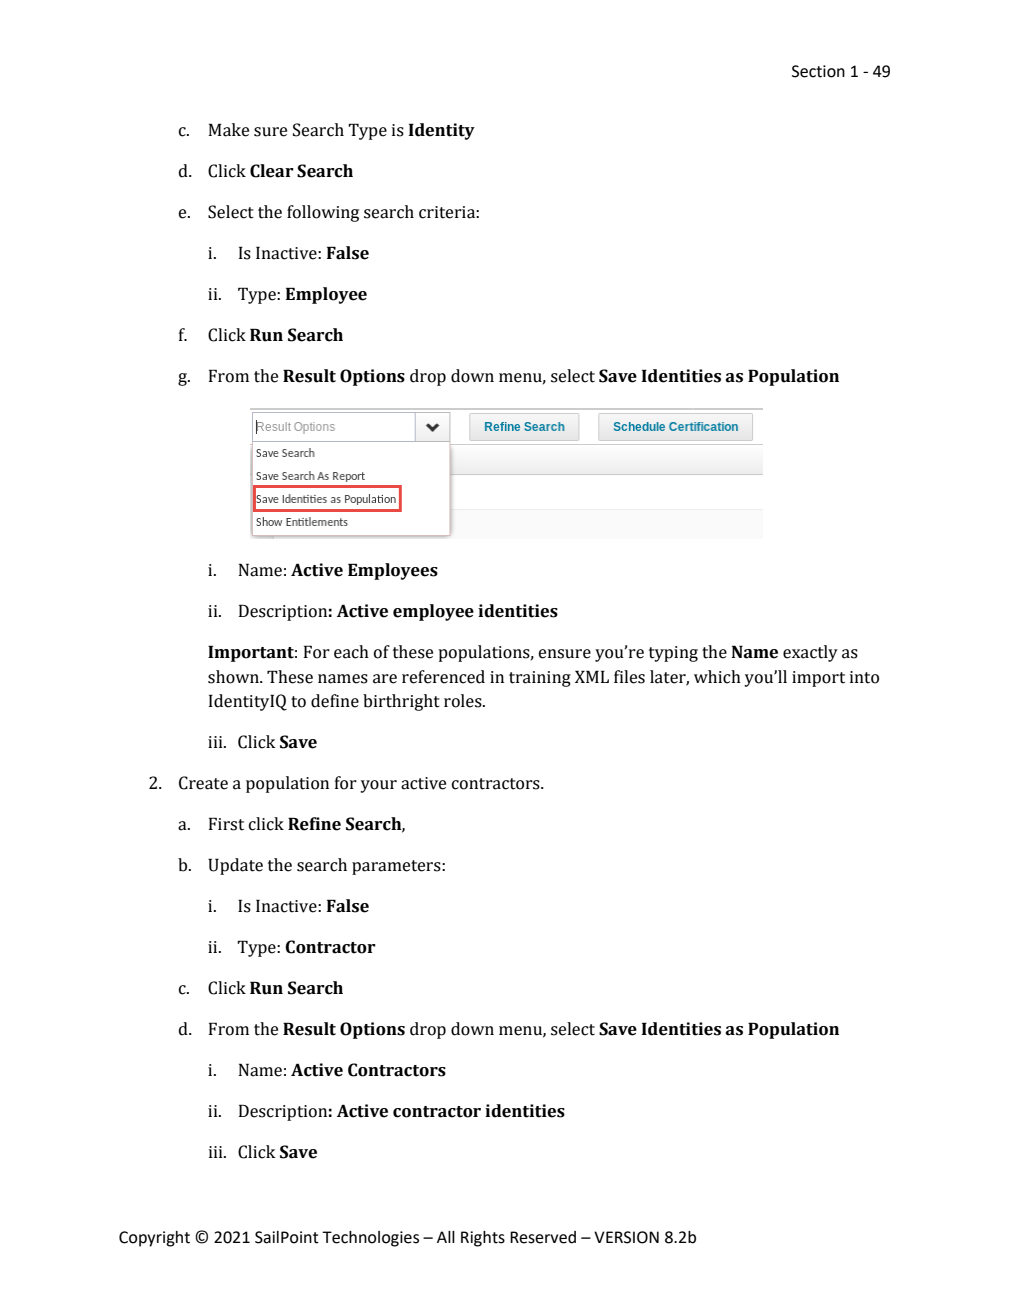 Section 1 - 49
c. Make sure Search Type is Identity
d. Click Clear Search
e. Select the following search criteria:
i. Is Inactive: False
ii. Type: Employee
f. Click Run Search
g. From the Result Options drop down menu, select Save Identities as Population
Result Options Refine Search Schedule Certification
Save Search
Save Search As Report
Save Identities as Population
Show Entitlements
i. Name: Active Employees
ii. Description: Active employee identities
Important: For each of these populations, ensure you’re typing the Name exactly as
shown. These names are referenced in training XML files later, which you’ll import into
IdentityIQ to define birthright roles.
iii. Click Save
2. Create a population for your active contractors.
a. First click Refine Search,
b. Update the search parameters:
i. Is Inactive: False
ii. Type: Contractor
c. Click Run Search
d. From the Result Options drop down menu, select Save Identities as Population
i. Name: Active Contractors
ii. Description: Active contractor identities
iii. Click Save
Copyright © 2021 SailPoint Technologies – All Rights Reserved – VERSION 8.2b